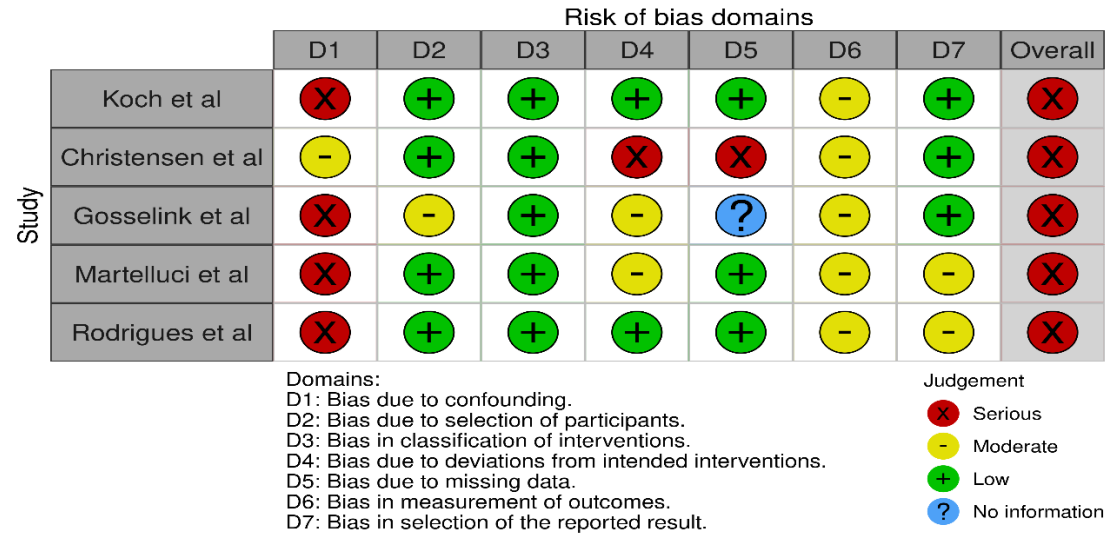 Risk of bias domains
D1 D2 D3 D4 D5 D6 D7 Overall
Study
Koch et al X + + + + - + X
Christensen et al - + + X X - + X
Gosselink et al X - + - ? - + X
Martelluci et al X + + - + - - X
Rodrigues et al X + + + + - - X
Domains:
D1: Bias due to confounding.
D2: Bias due to selection of participants.
D3: Bias in classification of interventions.
D4: Bias due to deviations from intended interventions.
D5: Bias due to missing data.
D6: Bias in measurement of outcomes.
D7: Bias in selection of the reported result.
Judgement
X Serious
- Moderate
+ Low
? No information